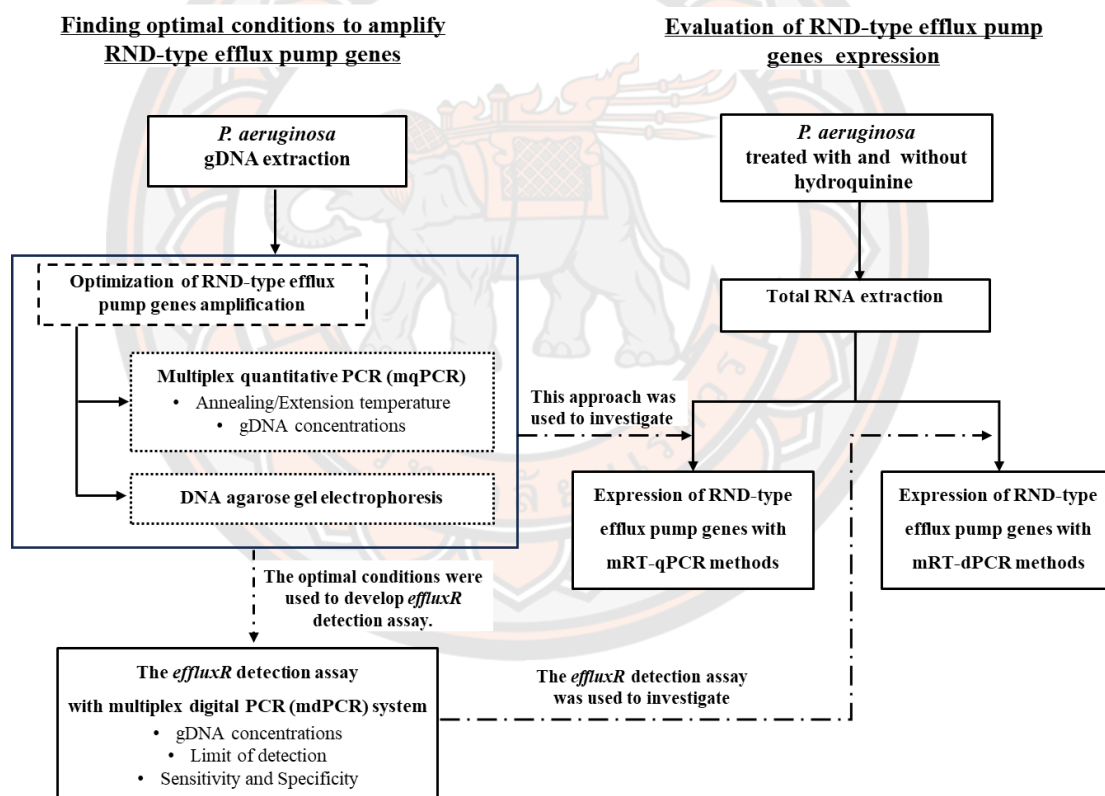 Finding optimal conditions to amplify
RND-type efflux pump genes
P. aeruginosa
gDNA extraction
Optimization of RND-type efflux
pump genes amplification
Multiplex quantitative PCR (mqPCR)
• Annealing/Extension temperature
• gDNA concentrations
DNA agarose gel electrophoresis
The optimal conditions were
used to develop effluxR
detection assay.
The effluxR detection assay
with multiplex digital PCR (mdPCR) system
• gDNA concentrations
• Limit of detection
• Sensitivity and Specificity
This approach was
used to investigate
The effluxR detection assay
was used to investigate
Evaluation of RND-type efflux pump
genes expression
P. aeruginosa
treated with and without
hydroquinine
Total RNA extraction
Expression of RND-type
efflux pump genes with
mRT-qPCR methods
Expression of RND-type
efflux pump genes with
mRT-dPCR methods